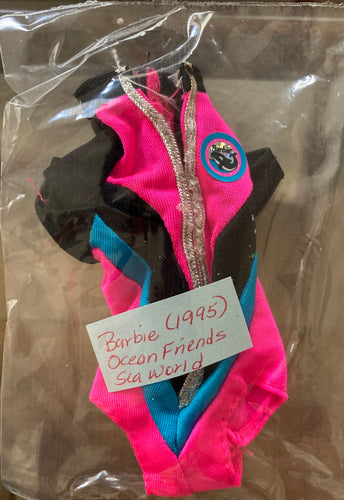 Barbie (1995)
Ocean Friends
Sea World